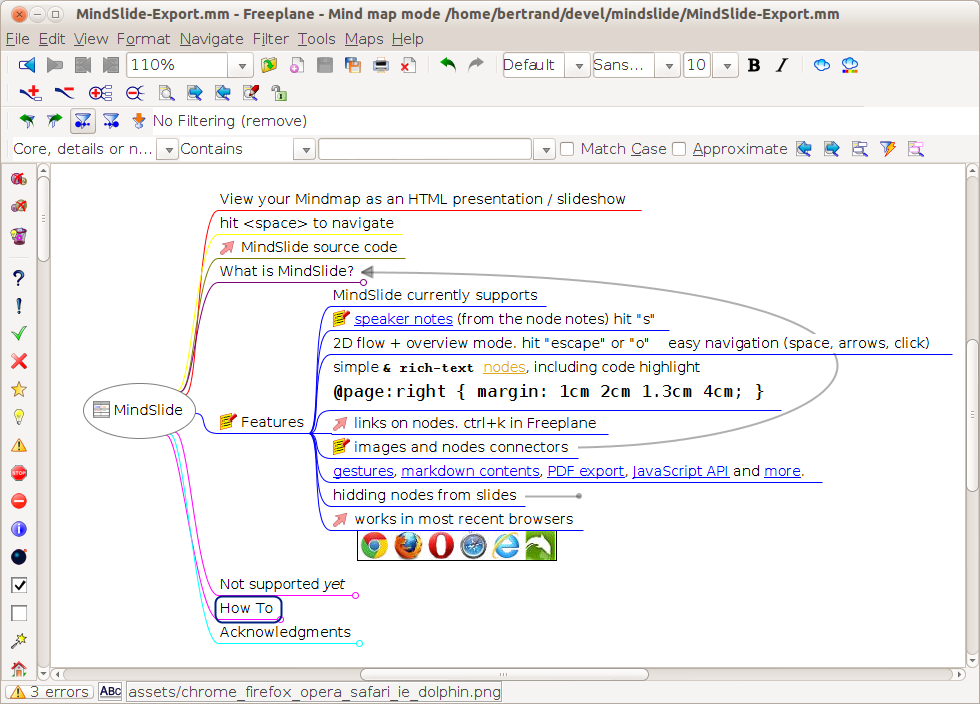 MindSlide-Export.mm - Freeplane - Mind map mode /home/bertrand/devel/mindslide/MindSlide-Export.mm
File Edit View Format Navigate Filter Tools Maps Help
110% Default Sans... 10 B I
No Filtering (remove)
Core, details or n... Contains Match Case Approximate
View your Mindmap as an HTML presentation / slideshow
hit <space> to navigate
MindSlide source code
What is MindSlide?
MindSlide currently supports
speaker notes (from the node notes) hit "s"
2D flow + overview mode. hit "escape" or "o" easy navigation (space, arrows, click)
simple & rich-text nodes, including code highlight
@page:right { margin: 1cm 2cm 1.3cm 4cm; }
MindSlide
Features
links on nodes. ctrl+k in Freeplane
images and nodes connectors
gestures, markdown contents, PDF export, JavaScript API and more.
hidding nodes from slides
STOP
works in most recent browsers
Not supported yet
How To
Acknowledgments
3 errors ABC assets/chrome_firefox_opera_safari_ie_dolphin.png